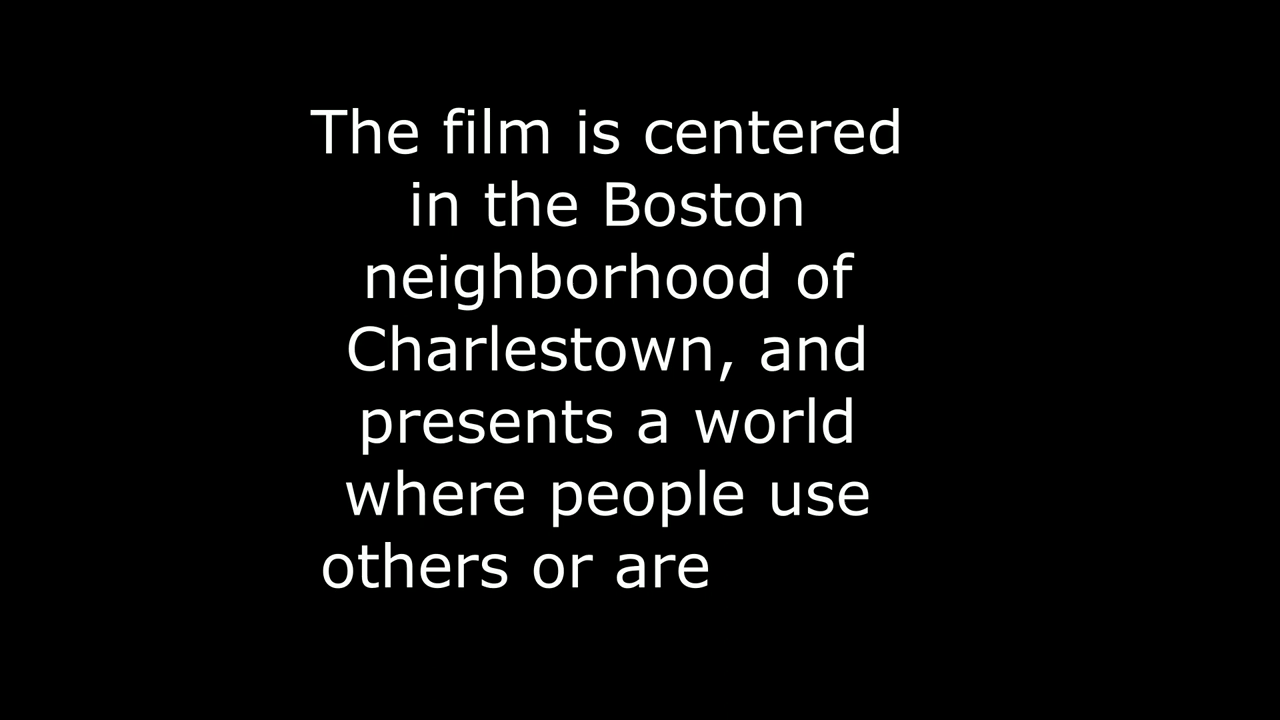 The film is centered
in the Boston
neighborhood of
Charlestown, and
presents a world
where people use
others or are